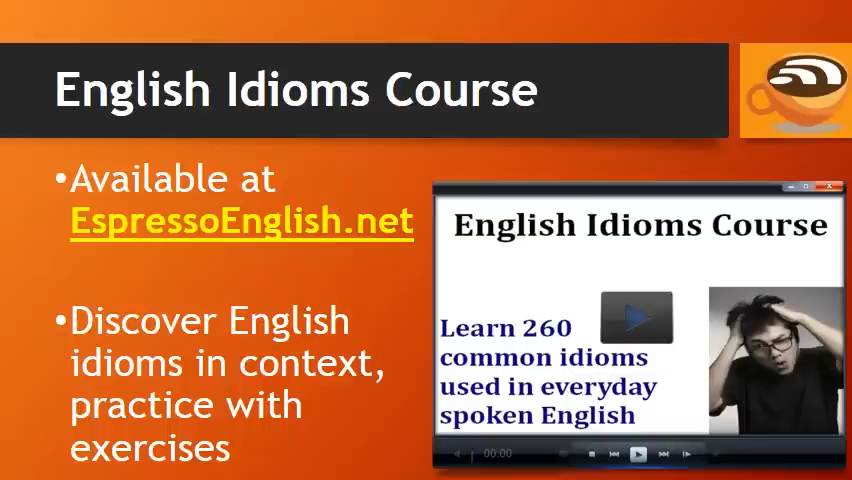 English Idioms Course
•Available at
EspressoEnglish.net
•Discover English
idioms in context,
practice with
exercises
English Idioms Course
Learn 260
common idioms
used in everyday
spoken English
00:00